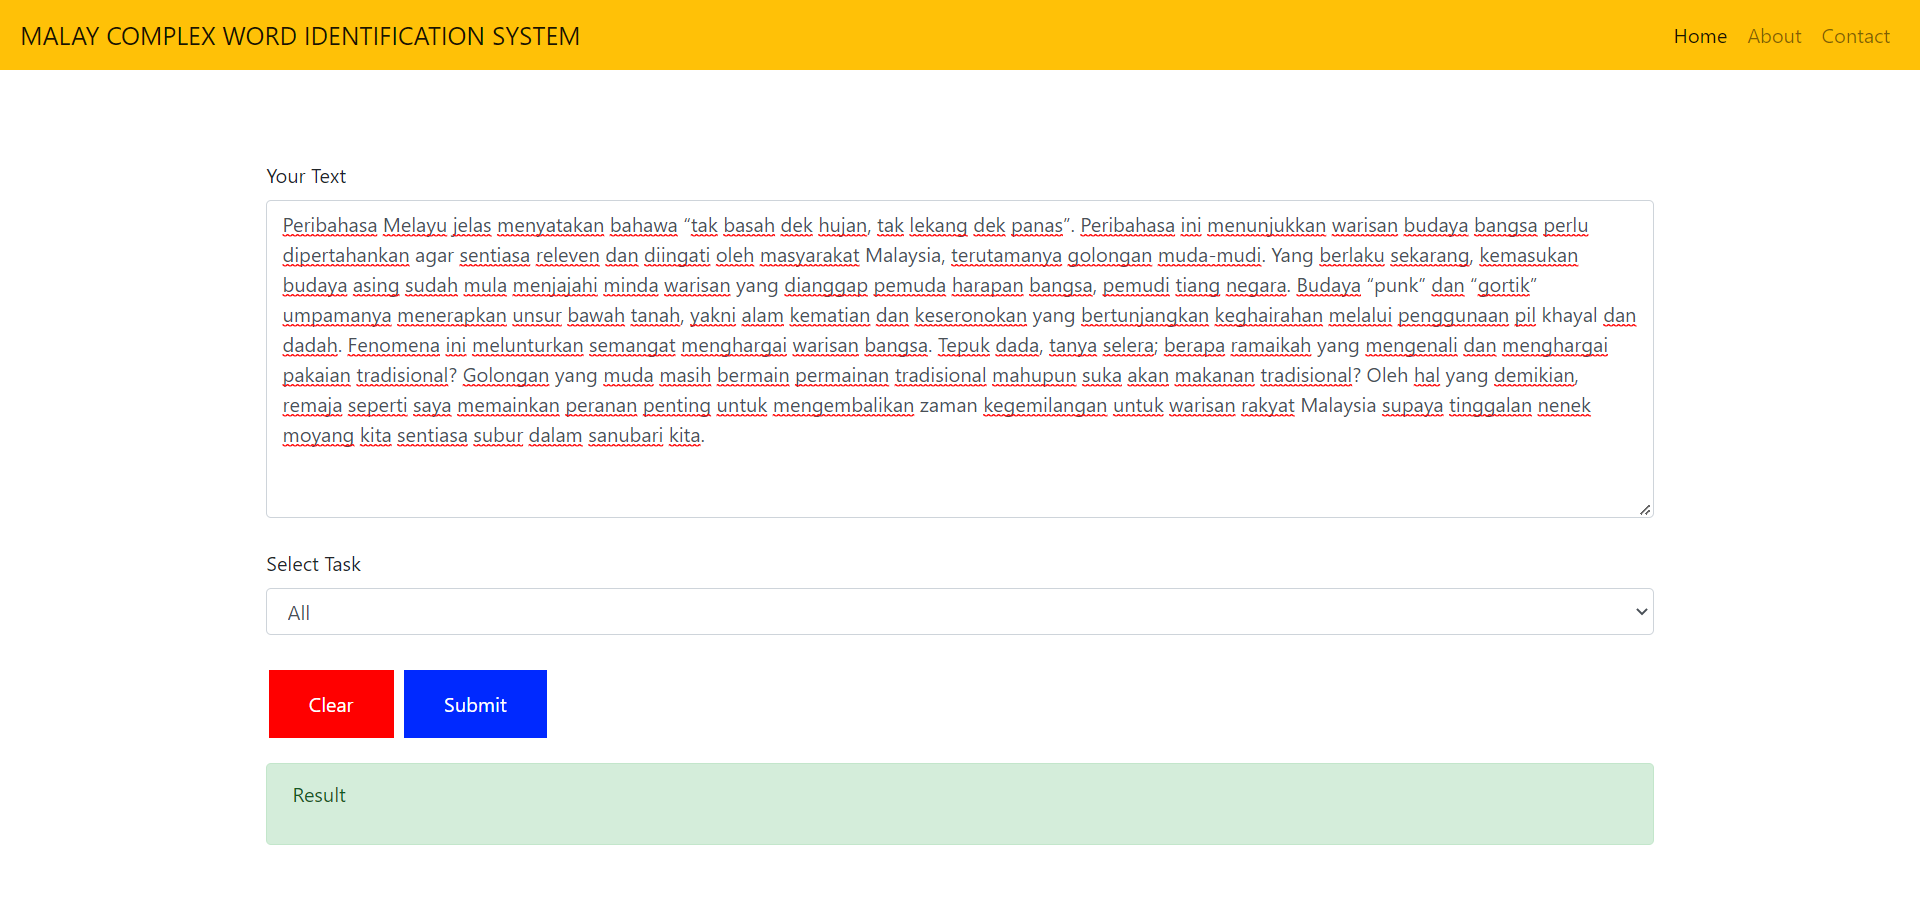 MALAY COMPLEX WORD IDENTIFICATION SYSTEM
Home About Contact
Your Text
Peribahasa Melayu jelas menyatakan bahawa “tak basah dek hujan, tak lekang dek panas”. Peribahasa ini menunjukkan warisan budaya bangsa perlu
dipertahankan agar sentiasa releven dan diingati oleh masyarakat Malaysia, terutamanya golongan muda-mudi. Yang berlaku sekarang, kemasukan
budaya asing sudah mula menjajahi minda warisan yang dianggap pemuda harapan bangsa, pemudi tiang negara. Budaya “punk” dan “gortik”
umpamanya menerapkan unsur bawah tanah, yakni alam kematian dan keseronokan yang bertunjangkan keghairahan melalui penggunaan pil khayal dan
dadah. Fenomena ini melunturkan semangat menghargai warisan bangsa. Tepuk dada, tanya selera; berapa ramaikah yang mengenali dan menghargai
pakaian tradisional? Golongan yang muda masih bermain permainan tradisional mahupun suka akan makanan tradisional? Oleh hal yang demikian,
remaja seperti saya memainkan peranan penting untuk mengembalikan zaman kegemilangan untuk warisan rakyat Malaysia supaya tinggalan nenek
moyang kita sentiasa subur dalam sanubari kita.
Select Task
All
Clear Submit
Result